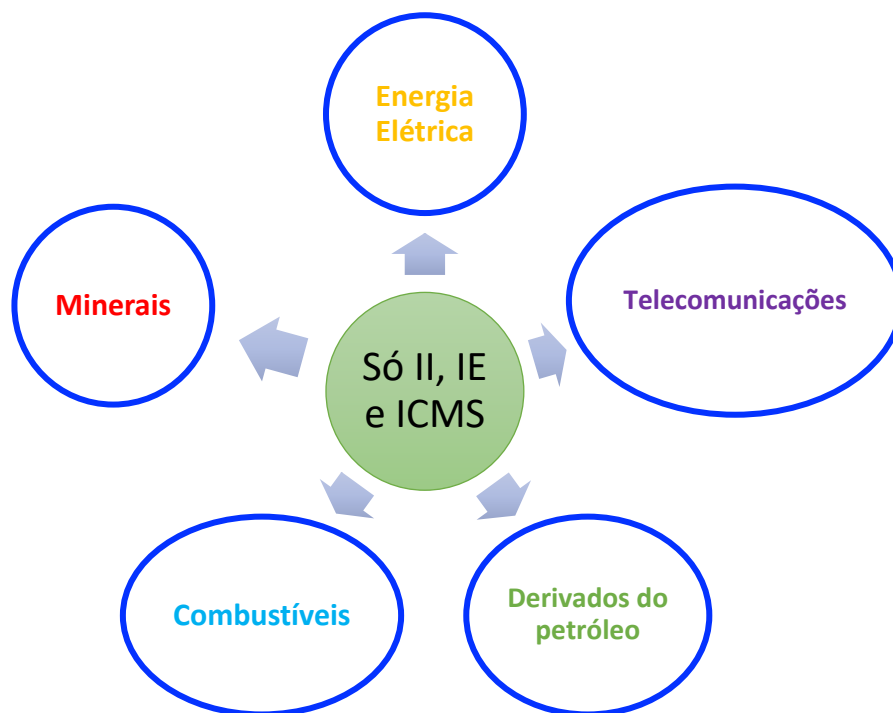 Energia
Elétrica
Minerais
Telecomunicações
Só II, IE
e ICMS
Combustíveis
Derivados do
petróleo